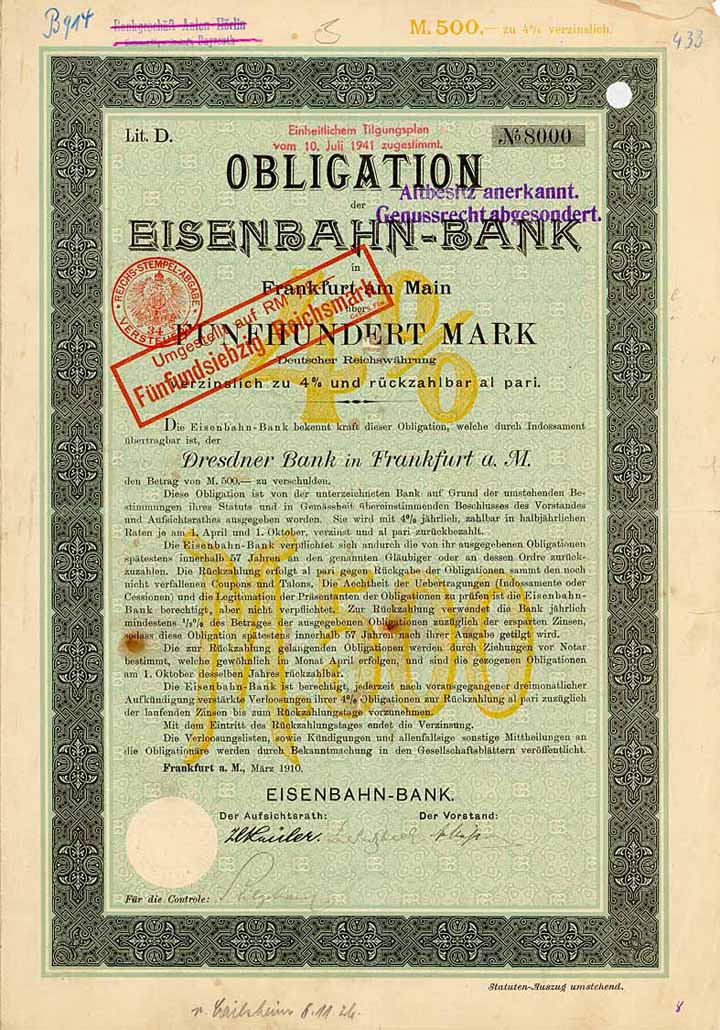 B 914
Bankgeschäft Anton Hörlin
M. 500.— zu 4% verzinslich.
433
Lit. D.
Einheitlichem Tilgungsplan
vom 10. Juli 1941 zugestimmt.
No 8000
OBLIGATION
Altbesitz anerkannt.
der
Genussrecht abgesondert.
EISENBAHN-BANK
in
Frankfurt am Main
über
REICHS-STEMPEL-ABGABE
Umgestellt auf RM
Fünfundsiebzig Reichsmark
4%
FÜNFHUNDERT MARK
Deutscher Reichswährung
verzinslich zu 4% und rückzahlbar al pari.
Die Eisenbahn-Bank bekennt kraft dieser Obligation, welche durch Indossament
übertragbar ist, der
Dresdner Bank in Frankfurt a. M.
den Betrag von M. 500.— zu verschulden.
Diese Obligation ist von der unterzeichneten Bank auf Grund der umstehenden Be-
stimmungen ihres Statuts und in Gemässheit übereinstimmenden Beschlusses des Vorstandes
und Aufsichtsrathes ausgegeben worden. Sie wird mit 4% jährlich, zahlbar in halbjährlichen
Raten je am 1. April und 1. Oktober, verzinst und al pari zurückbezahlt.
Die Eisenbahn-Bank verpflichtet sich andurch die von ihr ausgegebenen Obligationen
spätestens innerhalb 57 Jahren an den genannten Gläubiger oder an dessen Ordre zurück-
zuzahlen. Die Rückzahlung erfolgt al pari gegen Rückgabe der Obligationen sammt den noch
nicht verfallenen Coupons und Talons. Die Aechtheit der Uebertragungen (Indossamente oder
Cessionen) und die Legitimation der Präsentanten der Obligationen zu prüfen ist die Eisenbahn-
Bank berechtigt, aber nicht verpflichtet. Zur Rückzahlung verwendet die Bank jährlich
mindestens ½% des Betrages der ausgegebenen Obligationen zuzüglich der ersparten Zinsen,
sodass diese Obligation spätestens innerhalb 57 Jahren nach ihrer Ausgabe getilgt wird.
M. 500
Die zur Rückzahlung gelangenden Obligationen werden durch Ziehungen vor Notar
bestimmt, welche gewöhnlich im Monat April erfolgen, und sind die gezogenen Obligationen
am 1. Oktober desselben Jahres rückzahlbar.
Die Eisenbahn-Bank ist berechtigt, jederzeit nach vorausgegangener dreimonatlicher
Aufkündigung verstärkte Verloosungen ihrer 4% Obligationen zur Rückzahlung al pari zuzüglich
der laufenden Zinsen bis zum Rückzahlungstage vorzunehmen.
Mit dem Eintritt des Rückzahlungstages endet die Verzinsung.
Die Verloosungslisten, sowie Kündigungen und allenfallsige sonstige Mittheilungen an
die Obligationäre werden durch Bekanntmachung in den Gesellschaftsblättern veröffentlicht.
Frankfurt a. M., März 1910.
EISENBAHN-BANK.
Der Aufsichtsrath:
Der Vorstand:
Für die Controle:
Statuten-Auszug umstehend.
8.11.26.
8